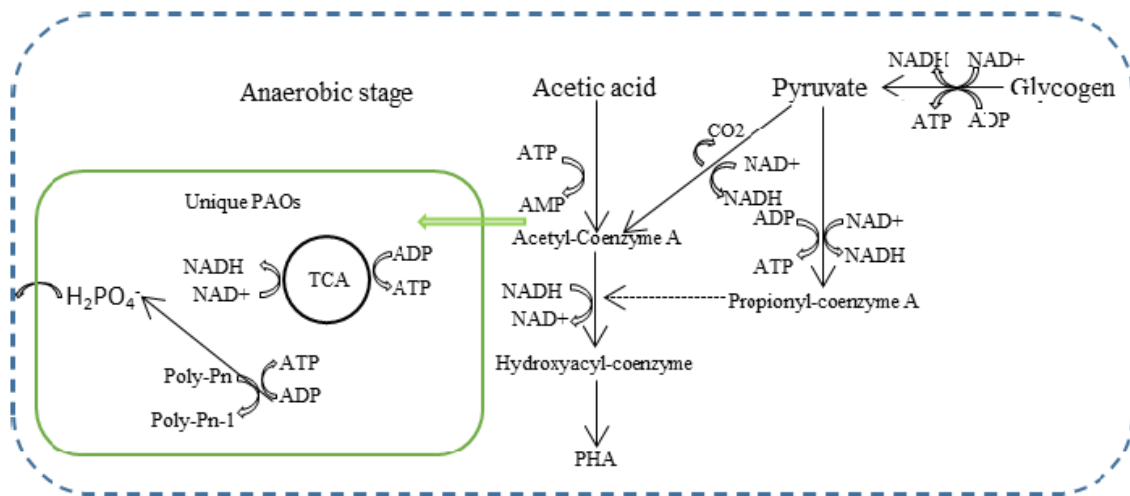 NADH NAD+
Anaerobic stage Acetic acid Pyruvate Glycogen
ATP ADP
CO2
ATP NAD+
NADH
AMP ADP NAD+
Unique PAOs
Acetyl-Coenzyme A
ATP NADH
NADH ADP
NAD+ TCA ATP
H₂PO₄⁻
NADH
NAD+
Propionyl-coenzyme A
Poly-Pn ATP
ADP
Hydroxyacyl-coenzyme
Poly-Pn-1
PHA